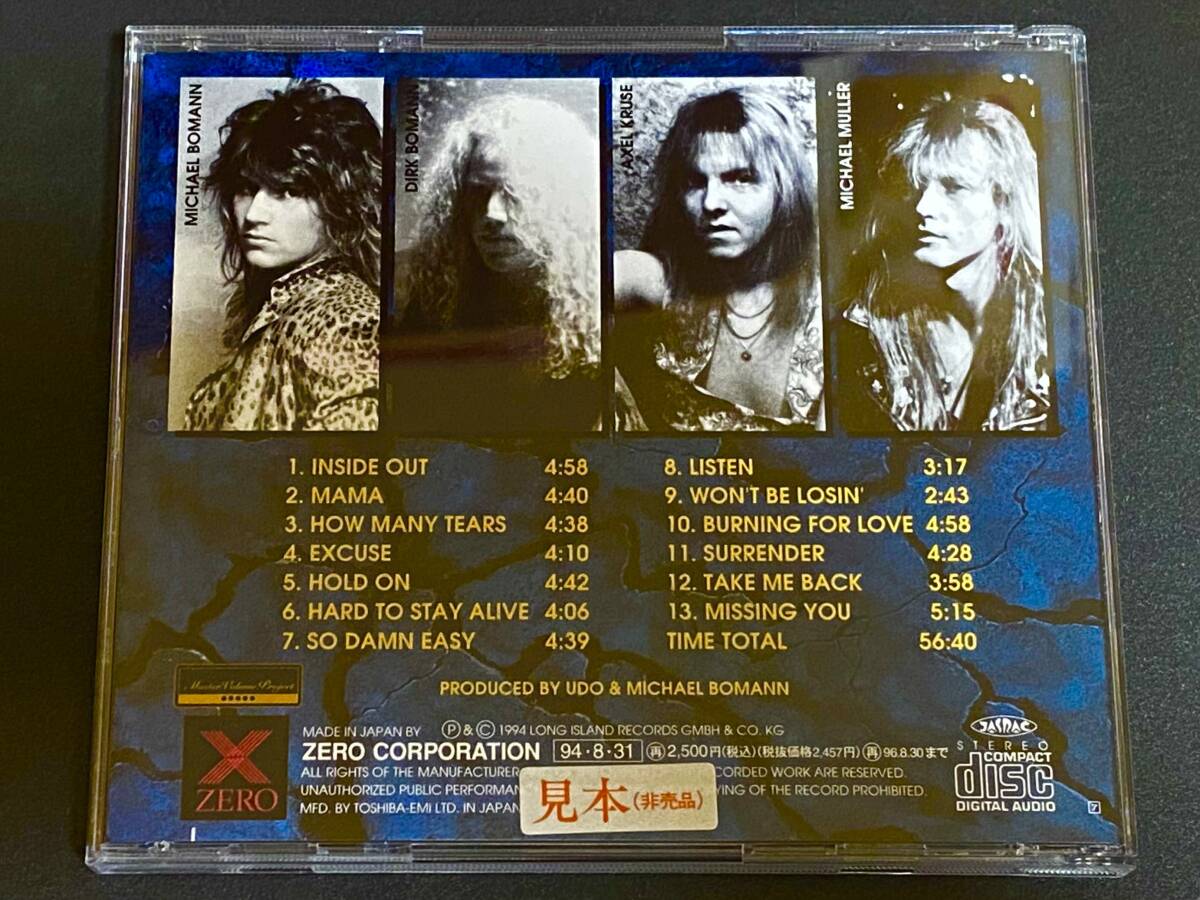 MICHAEL BOMANN
DIRK BOMANN
AXEL KRUSE
MICHAEL MULLER
1. INSIDE OUT 4:58
2. MAMA 4:40
3. HOW MANY TEARS 4:38
4. EXCUSE 4:10
5. HOLD ON 4:42
6. HARD TO STAY ALIVE 4:06
7. SO DAMN EASY 4:39
8. LISTEN 3:17
9. WON'T BE LOSIN' 2:43
10. BURNING FOR LOVE 4:58
11. SURRENDER 4:28
12. TAKE ME BACK 3:58
13. MISSING YOU 5:15
TIME TOTAL 56:40
PRODUCED BY UDO & MICHAEL BOMANN
Master Volume Project
X
ZERO
MADE IN JAPAN BY Ⓟ & Ⓒ 1994 LONG ISLAND RECORDS GMBH & CO. KG
ZERO CORPORATION 94・8・31 ㊢ 2,500円(税込)(税抜価格2,457円) ㊢ 96.8.30まで
ALL RIGHTS OF THE MANUFACTURER CORDED WORK ARE RESERVED.
UNAUTHORIZED PUBLIC PERFORMAN YING OF THE RECORD PROHIBITED.
MFD. BY TOSHIBA-EMI LTD. IN JAPAN
見本(非売品)
JASRAC
STEREO
COMPACT
disc
DIGITAL AUDIO